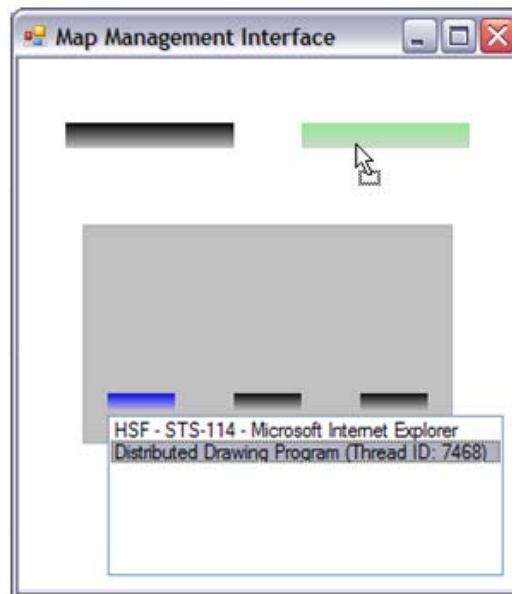 Map Management Interface
HSF - STS-114 - Microsoft Internet Explorer
Distributed Drawing Program (Thread ID: 7468)